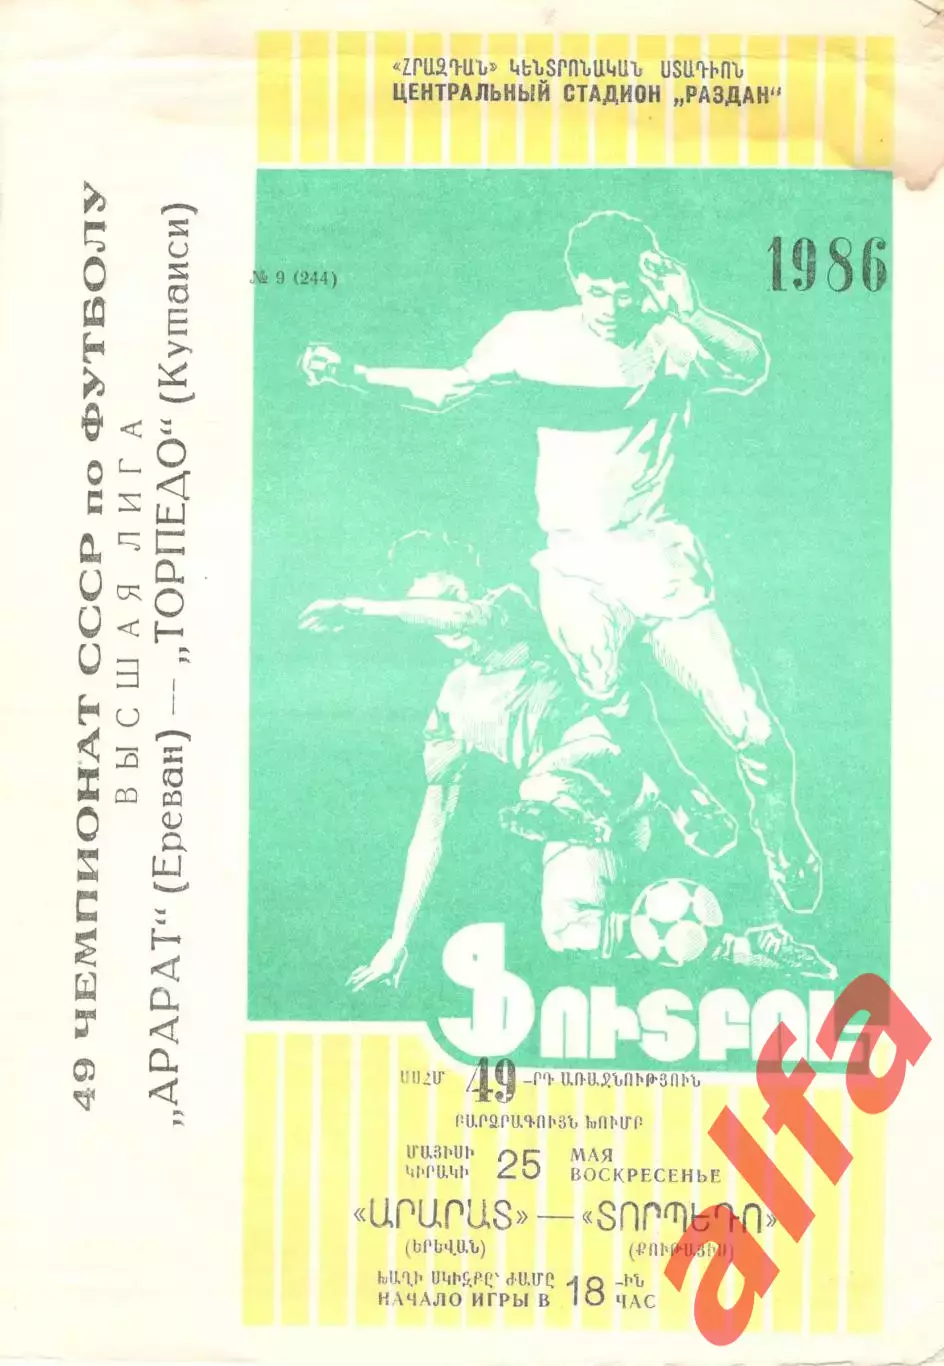 «ՀՐԱԶԴԱՆ» ԿԵՆՏՐՈՆԱԿԱՆ ՍՏԱԴԻՈՆ
ЦЕНТРАЛЬНЫЙ СТАДИОН „РАЗДАН“
№ 9 (244)
1986
49 ЧЕМПИОНАТ СССР по ФУТБОЛУ
ВЫСШАЯ ЛИГА
„АРАРАТ“ (Ереван) — „ТОРПЕДО“ (Кутаиси)
ՖՈՒՏԲՈԼ
ՍՍՀՄ 49-ՐԴ ԱՌԱՋՆՈՒԹՅՈՒՆ
ԲԱՐՁՐԱԳՈՒՅՆ ԽՈՒՄԲ
ՄԱՅԻՍԻ 25 МАЯ
ԿԻՐԱԿԻ ВОСКРЕСЕНЬЕ
«ԱՐԱՐԱՏ» — «ՏՈՐՊԵԴՈ»
(ԵՐԵՎԱՆ) (ՔՈՒԹԱՅԻՍ)
ԽԱՂԻ ՍԿԻԶԲԸ՝ ԺԱՄԸ 18-ԻՆ
НАЧАЛО ИГРЫ В 18 ЧАС
alfa